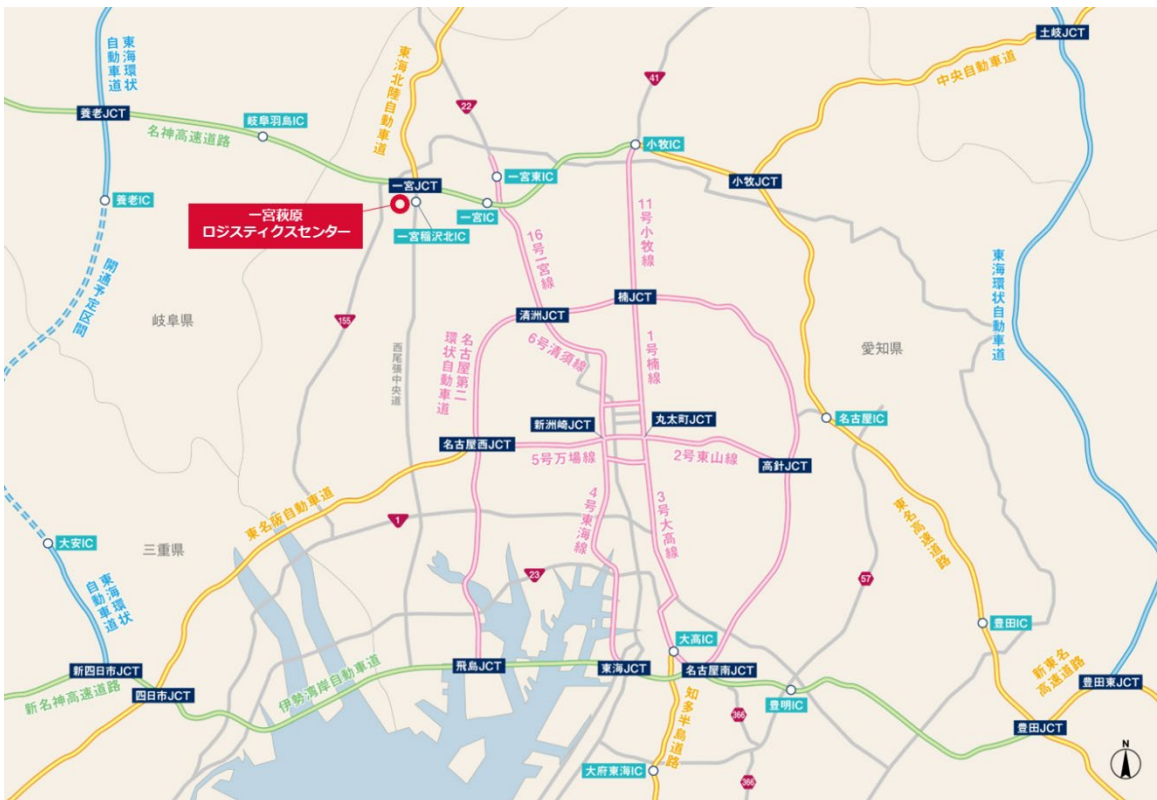 東海環状
自動車道
東海北陸自動車道
22
41
土岐JCT
中央自動車道
養老JCT
岐阜羽島IC
名神高速道路
小牧IC
一宮JCT
一宮東IC
小牧JCT
養老IC
一宮IC
一宮萩原
ロジスティクスセンター
一宮稲沢北IC
11号小牧線
16号一宮線
開通予定区間
東海環状自動車道
楠JCT
清洲JCT
岐阜県
155
西尾張中央道
名古屋第二
環状自動車道
6号清須線
1号楠線
愛知県
新洲崎JCT
丸太町JCT
名古屋IC
名古屋西JCT
5号万場線
2号東山線
高針JCT
東名阪自動車道
4号東海線
3号大高線
東名高速道路
1
大安IC
三重県
23
57
東海環状
自動車道
豊田IC
大高IC
新四日市JCT
飛島JCT
東海JCT
名古屋南JCT
新東名
高速道路
豊田東JCT
新名神高速道路
四日市JCT
伊勢湾岸自動車道
知多半島道路
豊明IC
366
豊田JCT
大府東海IC
366
N